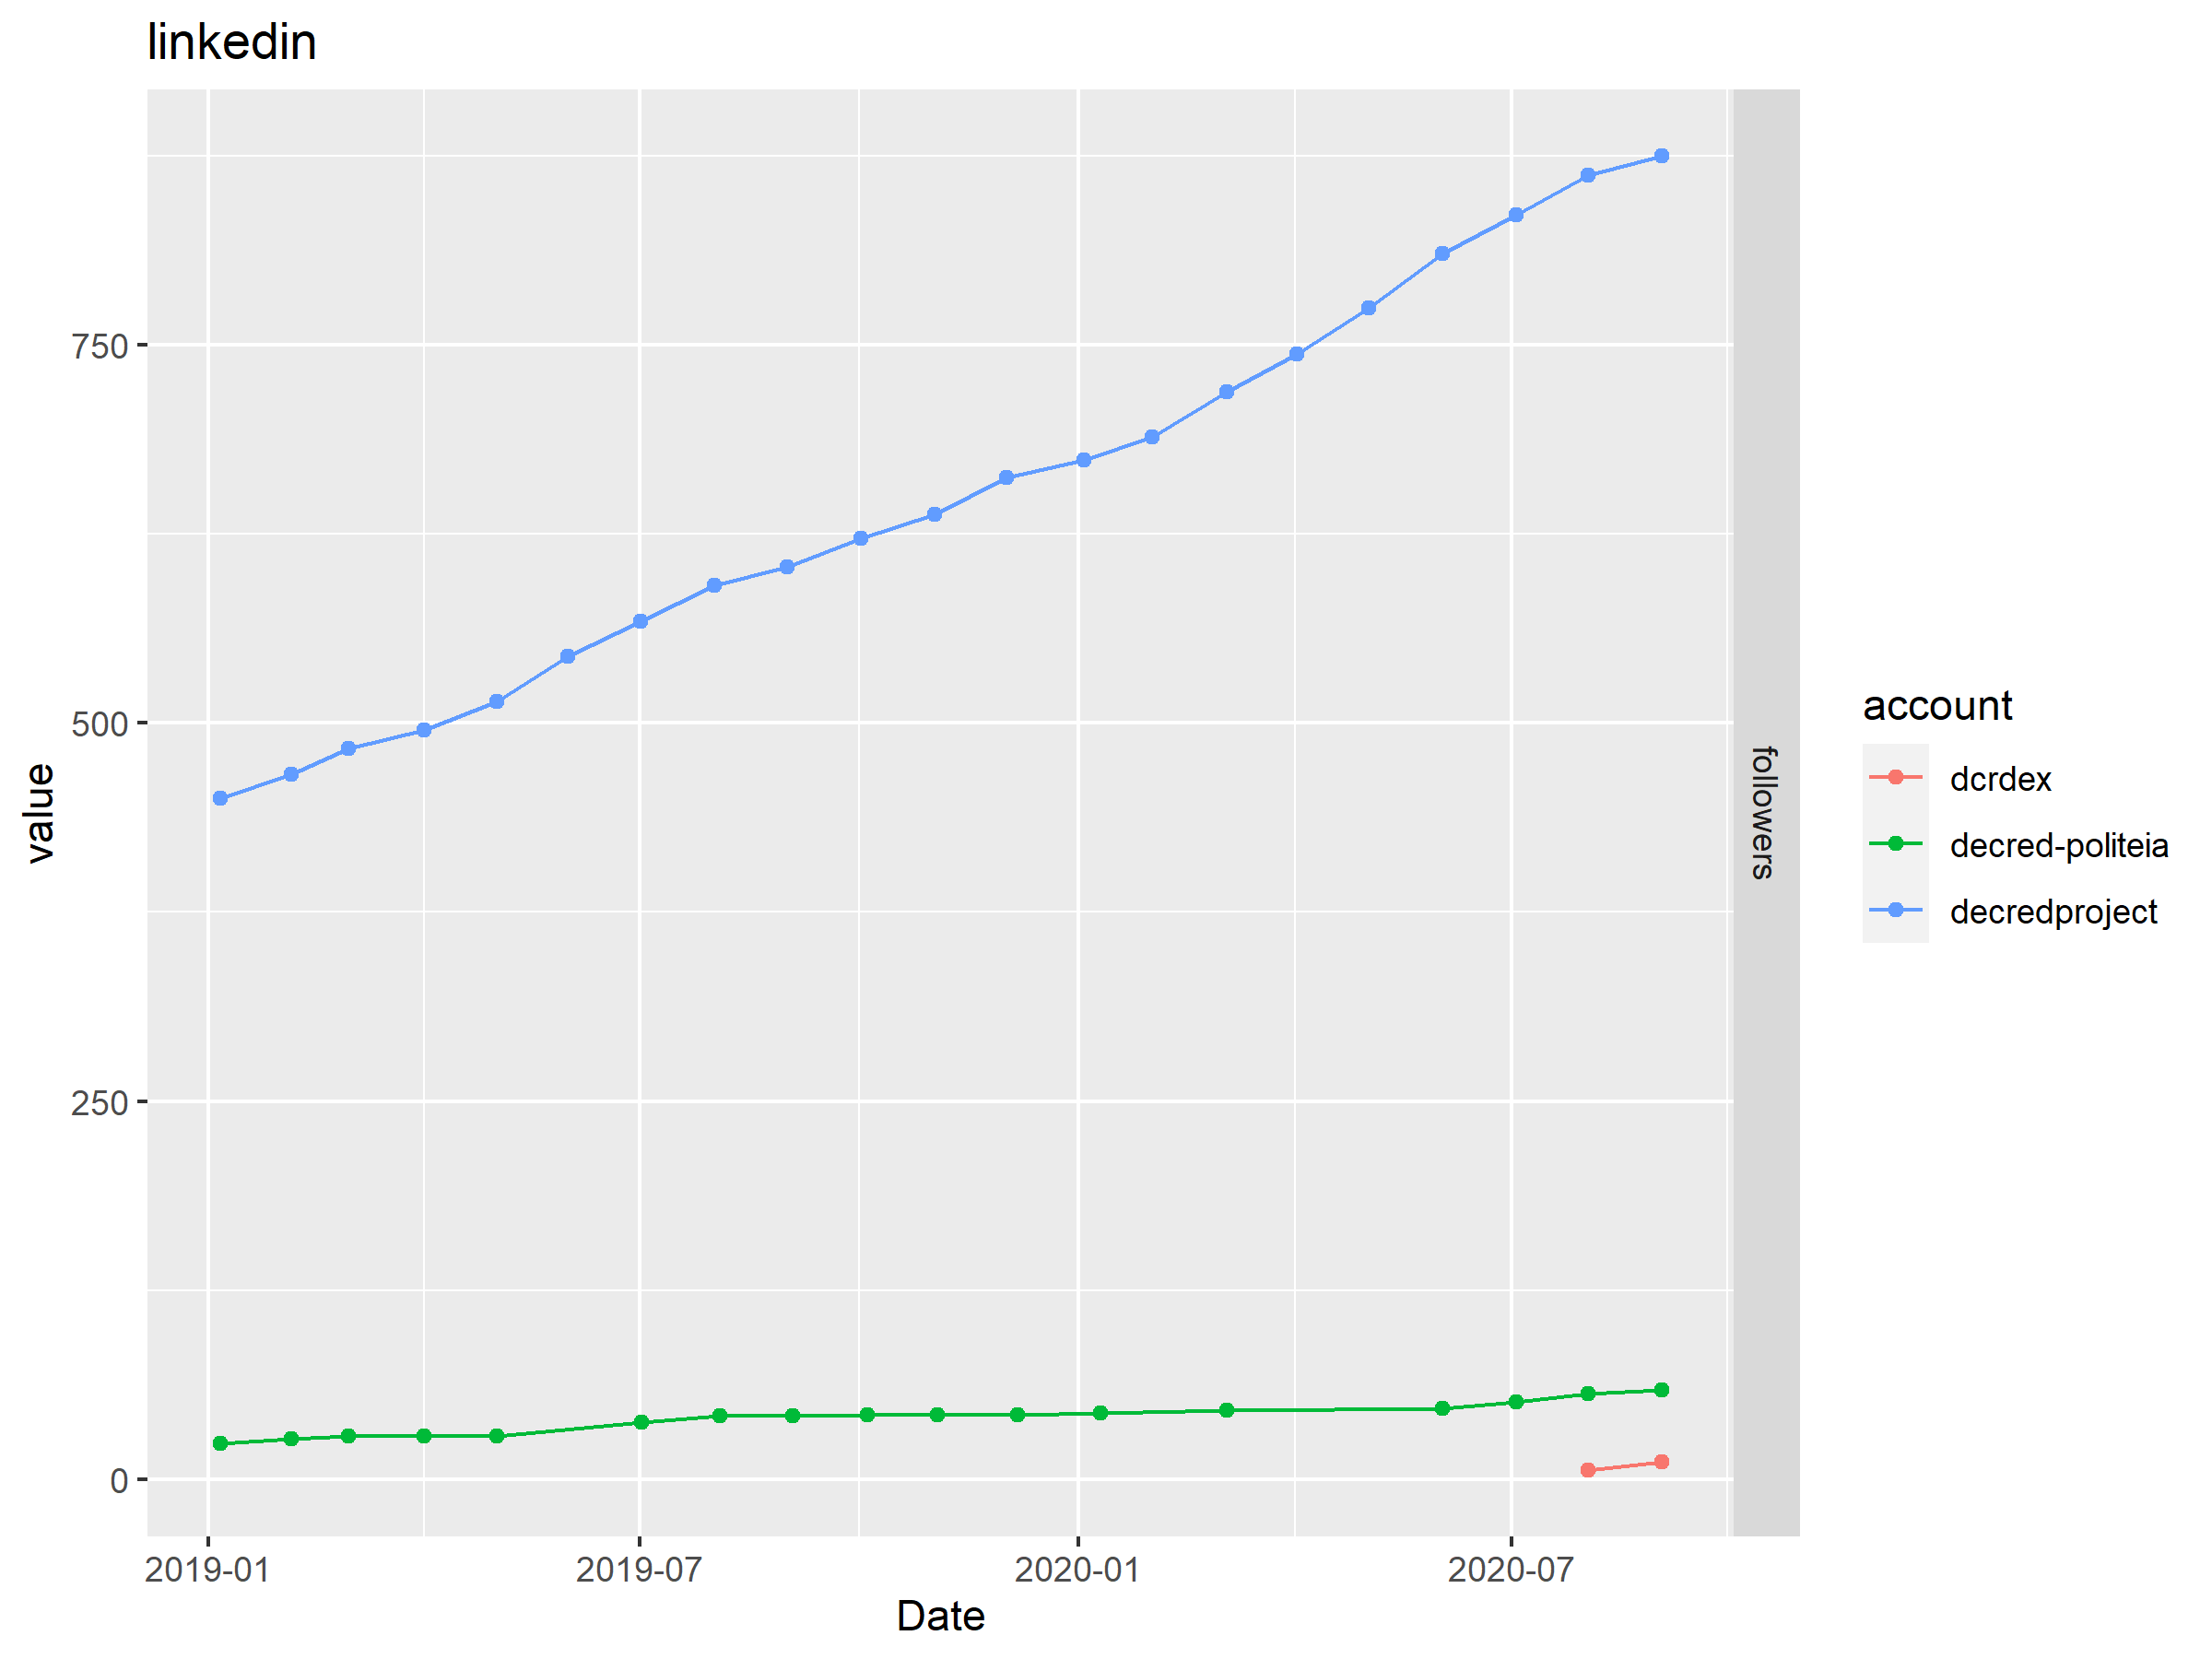 linkedin
value
750
500
250
0
2019-01
2019-07
2020-01
2020-07
Date
followers
account
dcrdex
decred-politeia
decredproject